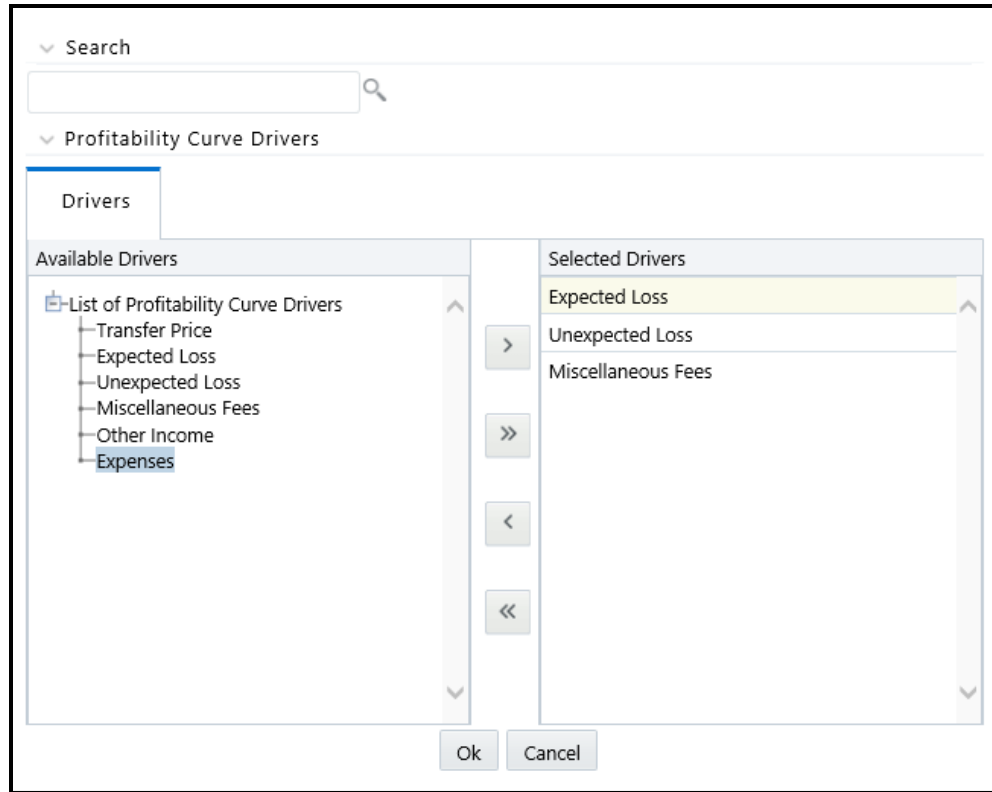 Search
Profitability Curve Drivers
Drivers
Available Drivers
List of Profitability Curve Drivers
Transfer Price
Expected Loss
Unexpected Loss
Miscellaneous Fees
Other Income
Expenses
>
>>
<
<<
Selected Drivers
Expected Loss
Unexpected Loss
Miscellaneous Fees
Ok
Cancel